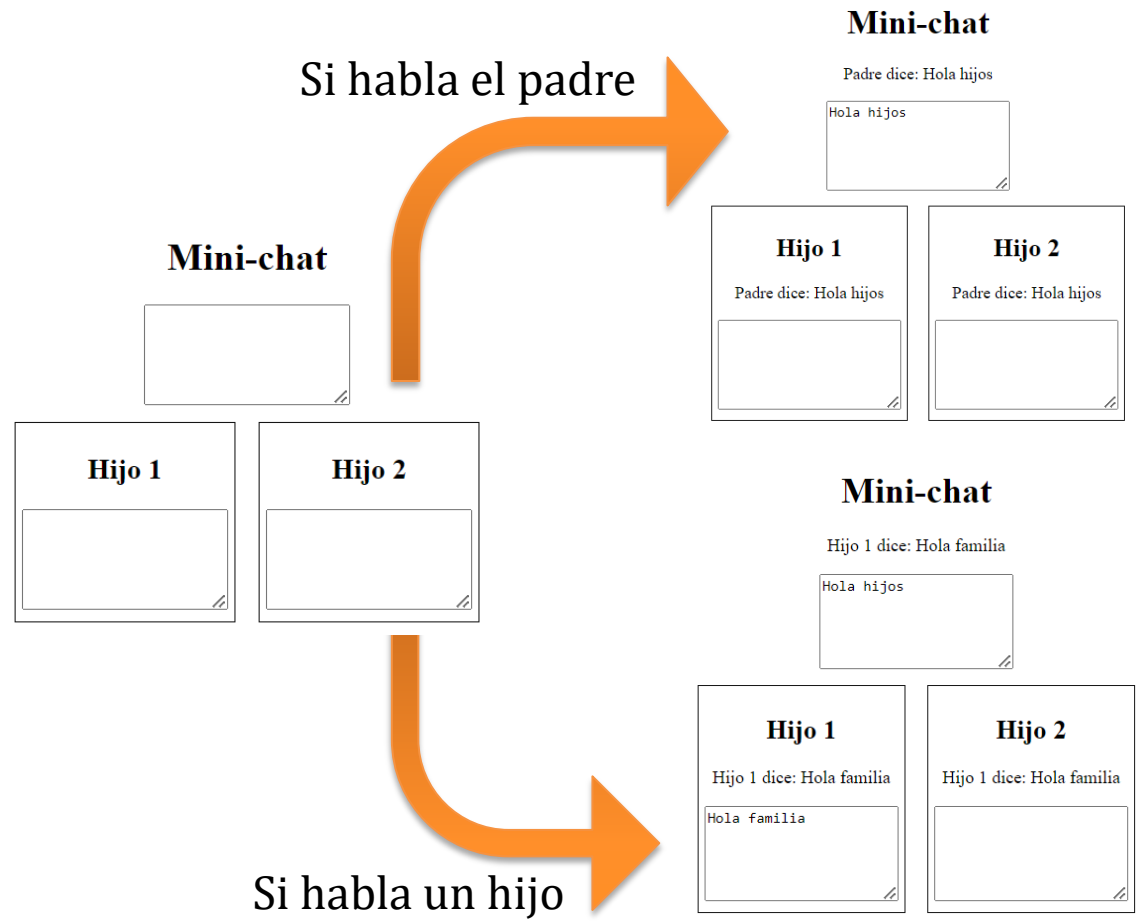 Si habla el padre
Mini-chat
Hijo 1
Hijo 2
Si habla un hijo
Mini-chat
Padre dice: Hola hijos
Hola hijos
Hijo 1
Padre dice: Hola hijos
Hijo 2
Padre dice: Hola hijos
Mini-chat
Hijo 1 dice: Hola familia
Hola hijos
Hijo 1
Hijo 1 dice: Hola familia
Hola familia
Hijo 2
Hijo 1 dice: Hola familia